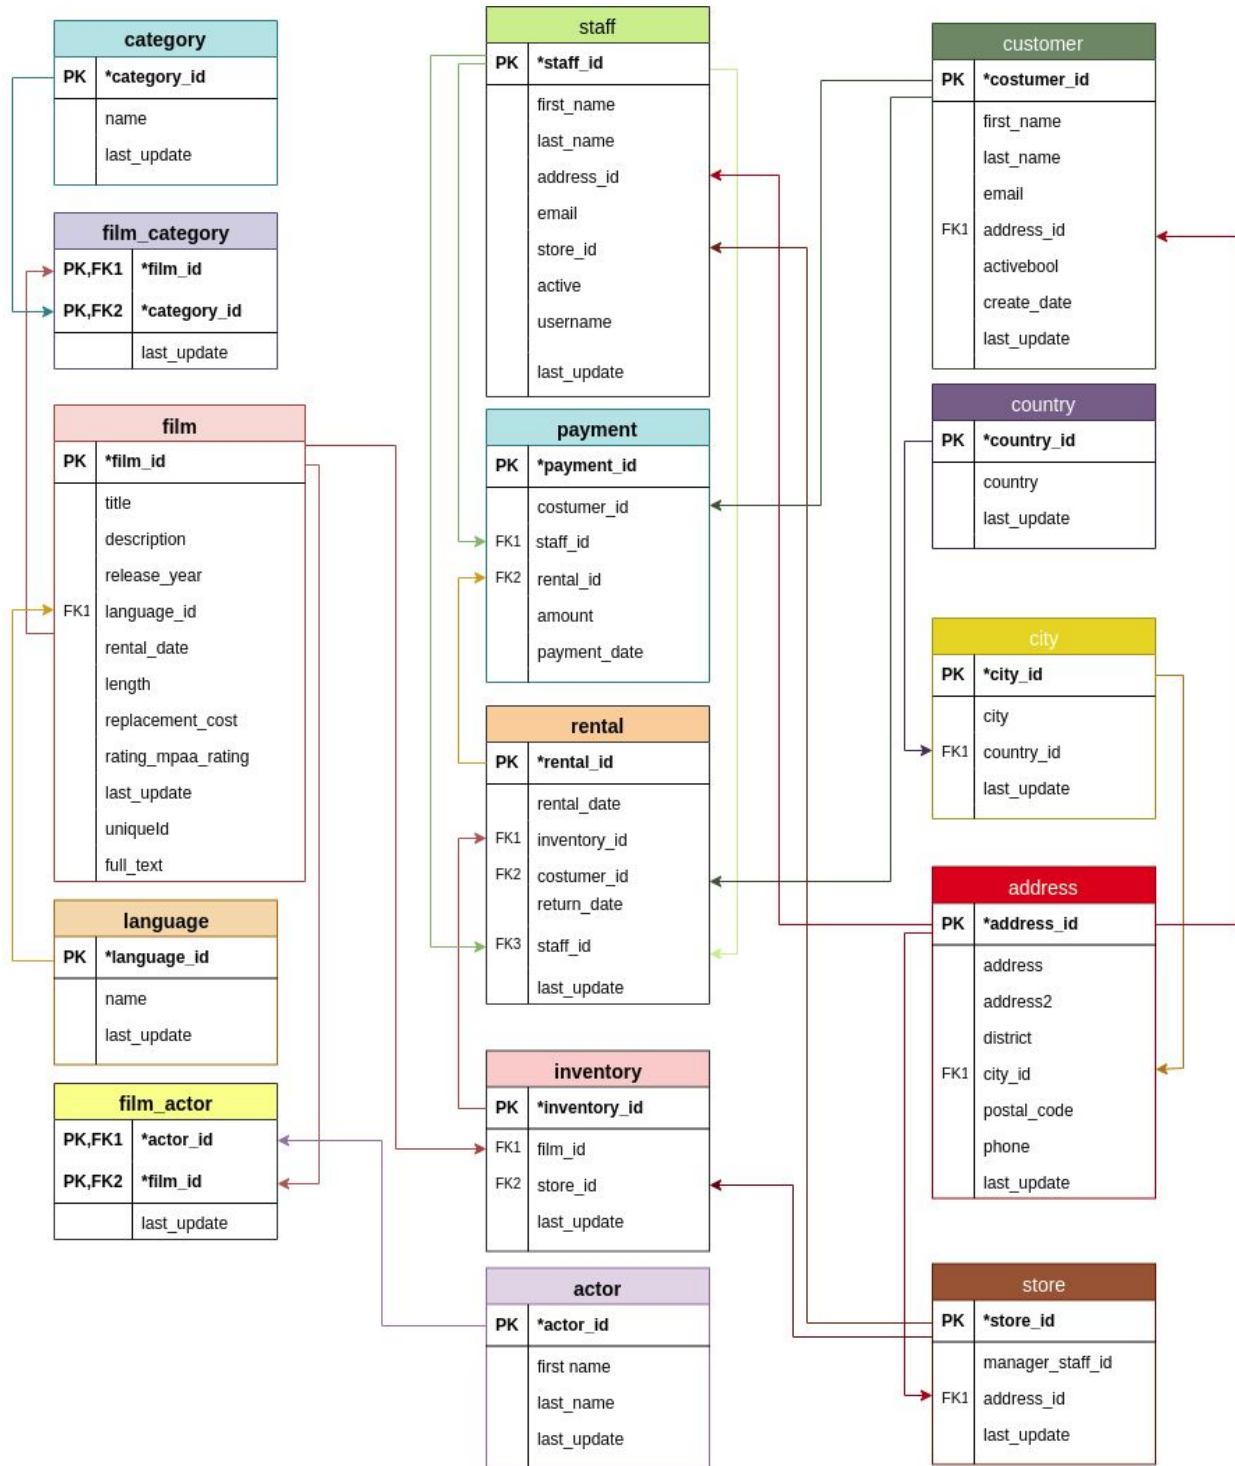 category
PK *category_id
name
last_update
film_category
PK,FK1 *film_id
PK,FK2 *category_id
last_update
film
PK *film_id
title
description
release_year
FK1 language_id
rental_date
length
replacement_cost
rating_mpaa_rating
last_update
uniqueId
full_text
language
PK *language_id
name
last_update
film_actor
PK,FK1 *actor_id
PK,FK2 *film_id
last_update
staff
PK *staff_id
first_name
last_name
address_id
email
store_id
active
username
last_update
payment
PK *payment_id
costumer_id
FK1 staff_id
FK2 rental_id
amount
payment_date
rental
PK *rental_id
rental_date
FK1 inventory_id
FK2 costumer_id
return_date
FK3 staff_id
last_update
inventory
PK *inventory_id
FK1 film_id
FK2 store_id
last_update
actor
PK *actor_id
first name
last_name
last_update
customer
PK *costumer_id
first_name
last_name
email
FK1 address_id
activebool
create_date
last_update
country
PK *country_id
country
last_update
city
PK *city_id
city
FK1 country_id
last_update
address
PK *address_id
address
address2
district
FK1 city_id
postal_code
phone
last_update
store
PK *store_id
manager_staff_id
FK1 address_id
last_update